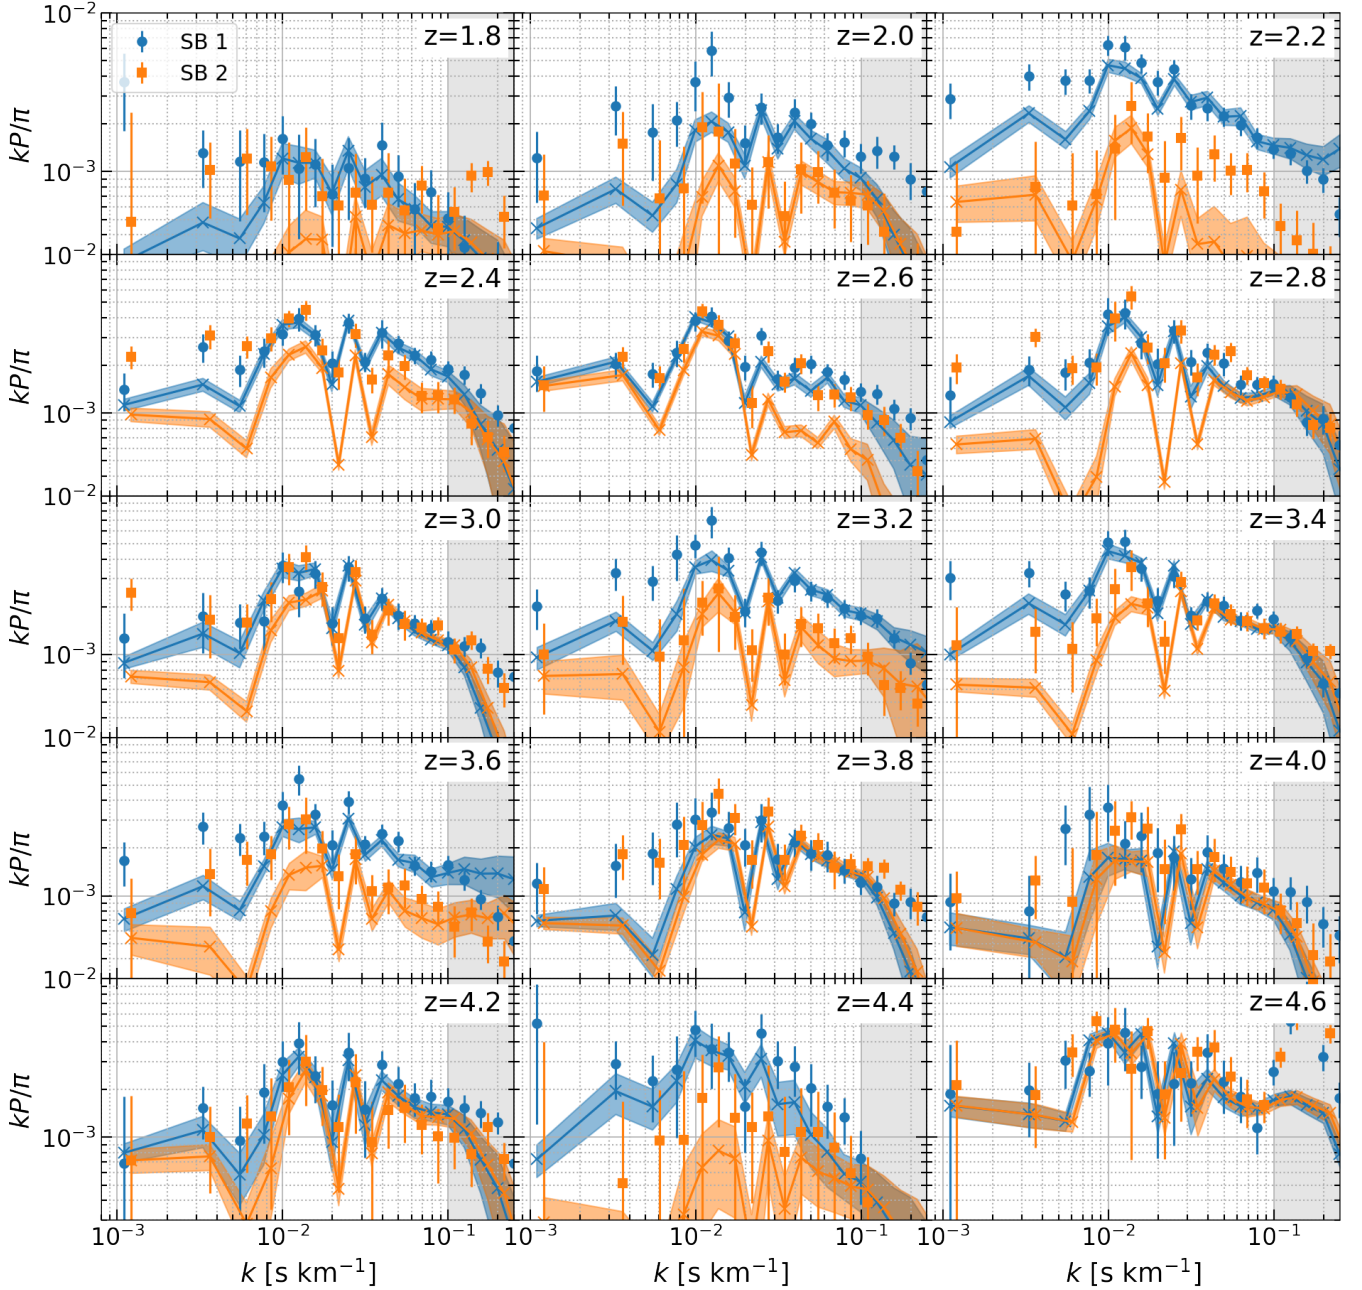 10⁻²
SB 1
SB 2
z=1.8
z=2.0
z=2.2
kP/π
10⁻³
10⁻²
z=2.4
z=2.6
z=2.8
kP/π
10⁻³
10⁻²
z=3.0
z=3.2
z=3.4
kP/π
10⁻³
10⁻²
z=3.6
z=3.8
z=4.0
kP/π
10⁻³
10⁻²
z=4.2
z=4.4
z=4.6
kP/π
10⁻³
10⁻³ 10⁻² 10⁻¹ 10⁻³ 10⁻² 10⁻¹ 10⁻³ 10⁻² 10⁻¹
k [s km⁻¹] k [s km⁻¹] k [s km⁻¹]